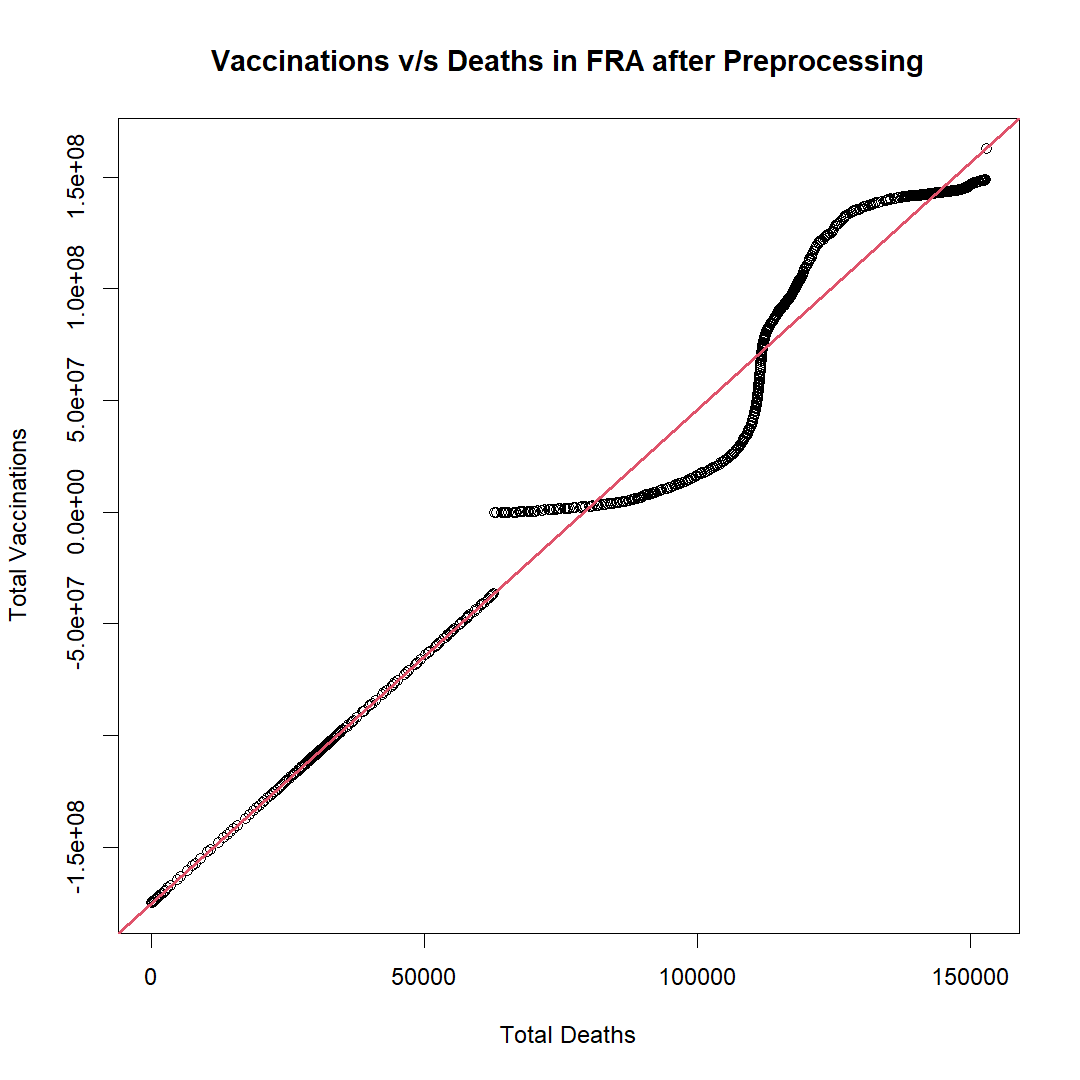 Vaccinations v/s Deaths in FRA after Preprocessing
Total Vaccinations
1.5e+08
1.0e+08
5.0e+07
0.0e+00
-5.0e+07
-1.5e+08
0 50000 100000 150000
Total Deaths